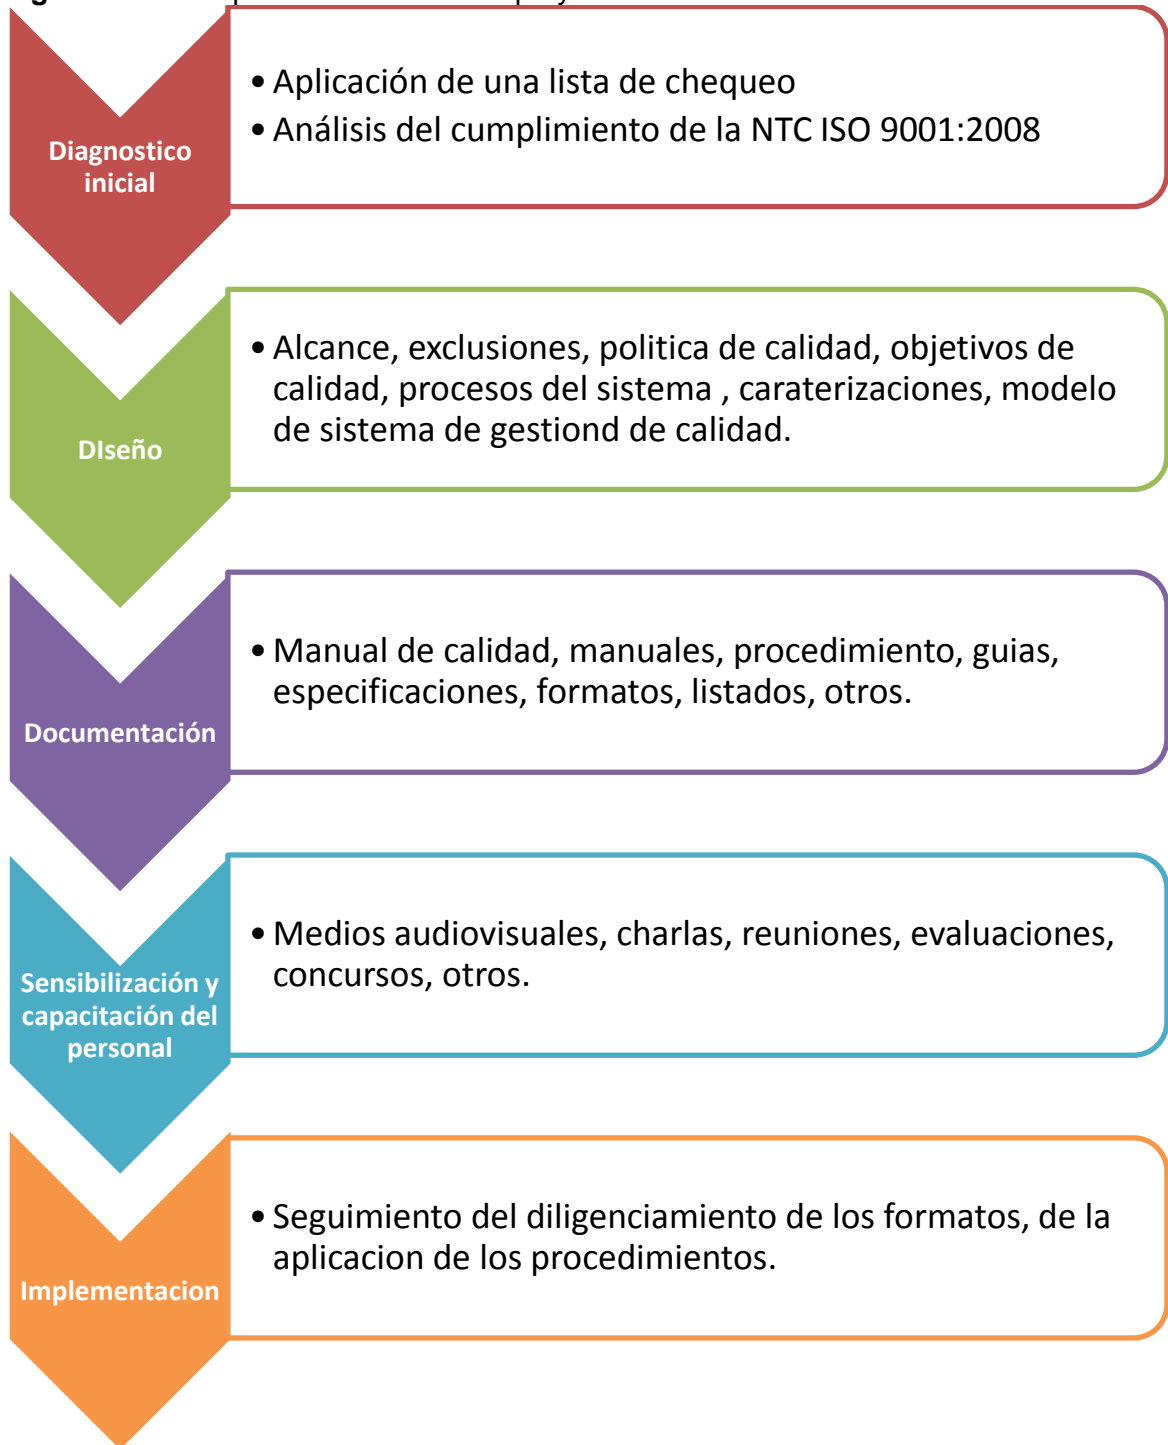 Diagnostico
inicial
• Aplicación de una lista de chequeo
• Análisis del cumplimiento de la NTC ISO 9001:2008
DIseño
• Alcance, exclusiones, politica de calidad, objetivos de
calidad, procesos del sistema , caraterizaciones, modelo
de sistema de gestiond de calidad.
Documentación
• Manual de calidad, manuales, procedimiento, guias,
especificaciones, formatos, listados, otros.
Sensibilización y
capacitación del
personal
• Medios audiovisuales, charlas, reuniones, evaluaciones,
concursos, otros.
Implementacion
• Seguimiento del diligenciamiento de los formatos, de la
aplicacion de los procedimientos.